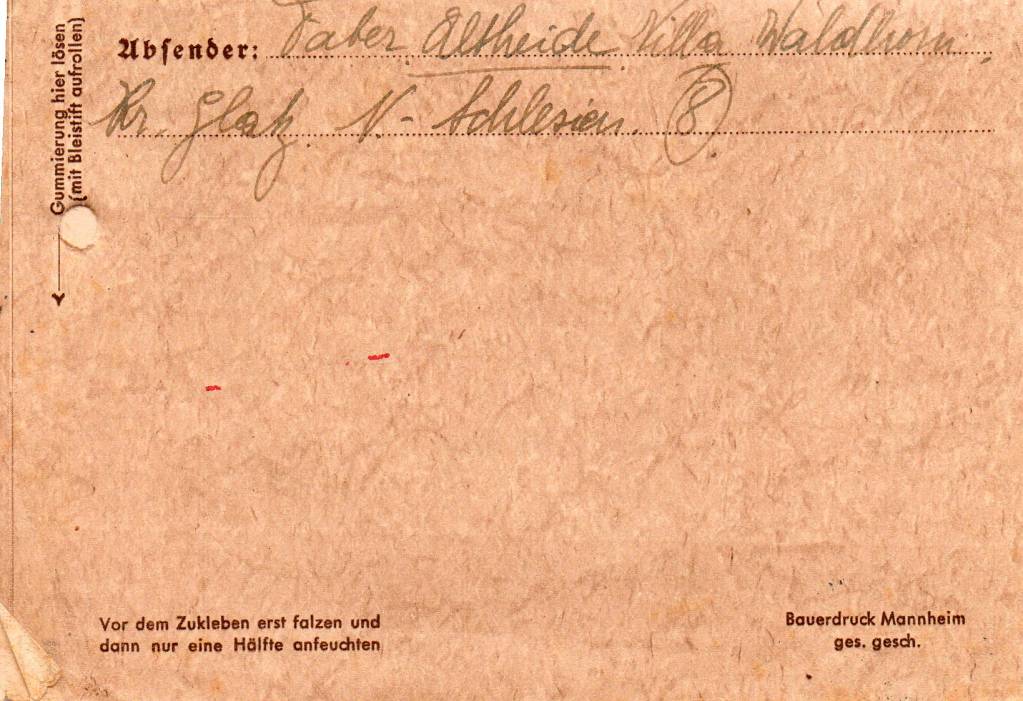 Absender: Faber Altheide Villa Waldhorn,
Kr. Glatz N.- Schlesien. (8)
Gummierung hier lösen
(mit Bleistift aufrollen)
Vor dem Zukleben erst falzen und
dann nur eine Hälfte anfeuchten
Bauerdruck Mannheim
ges. gesch.